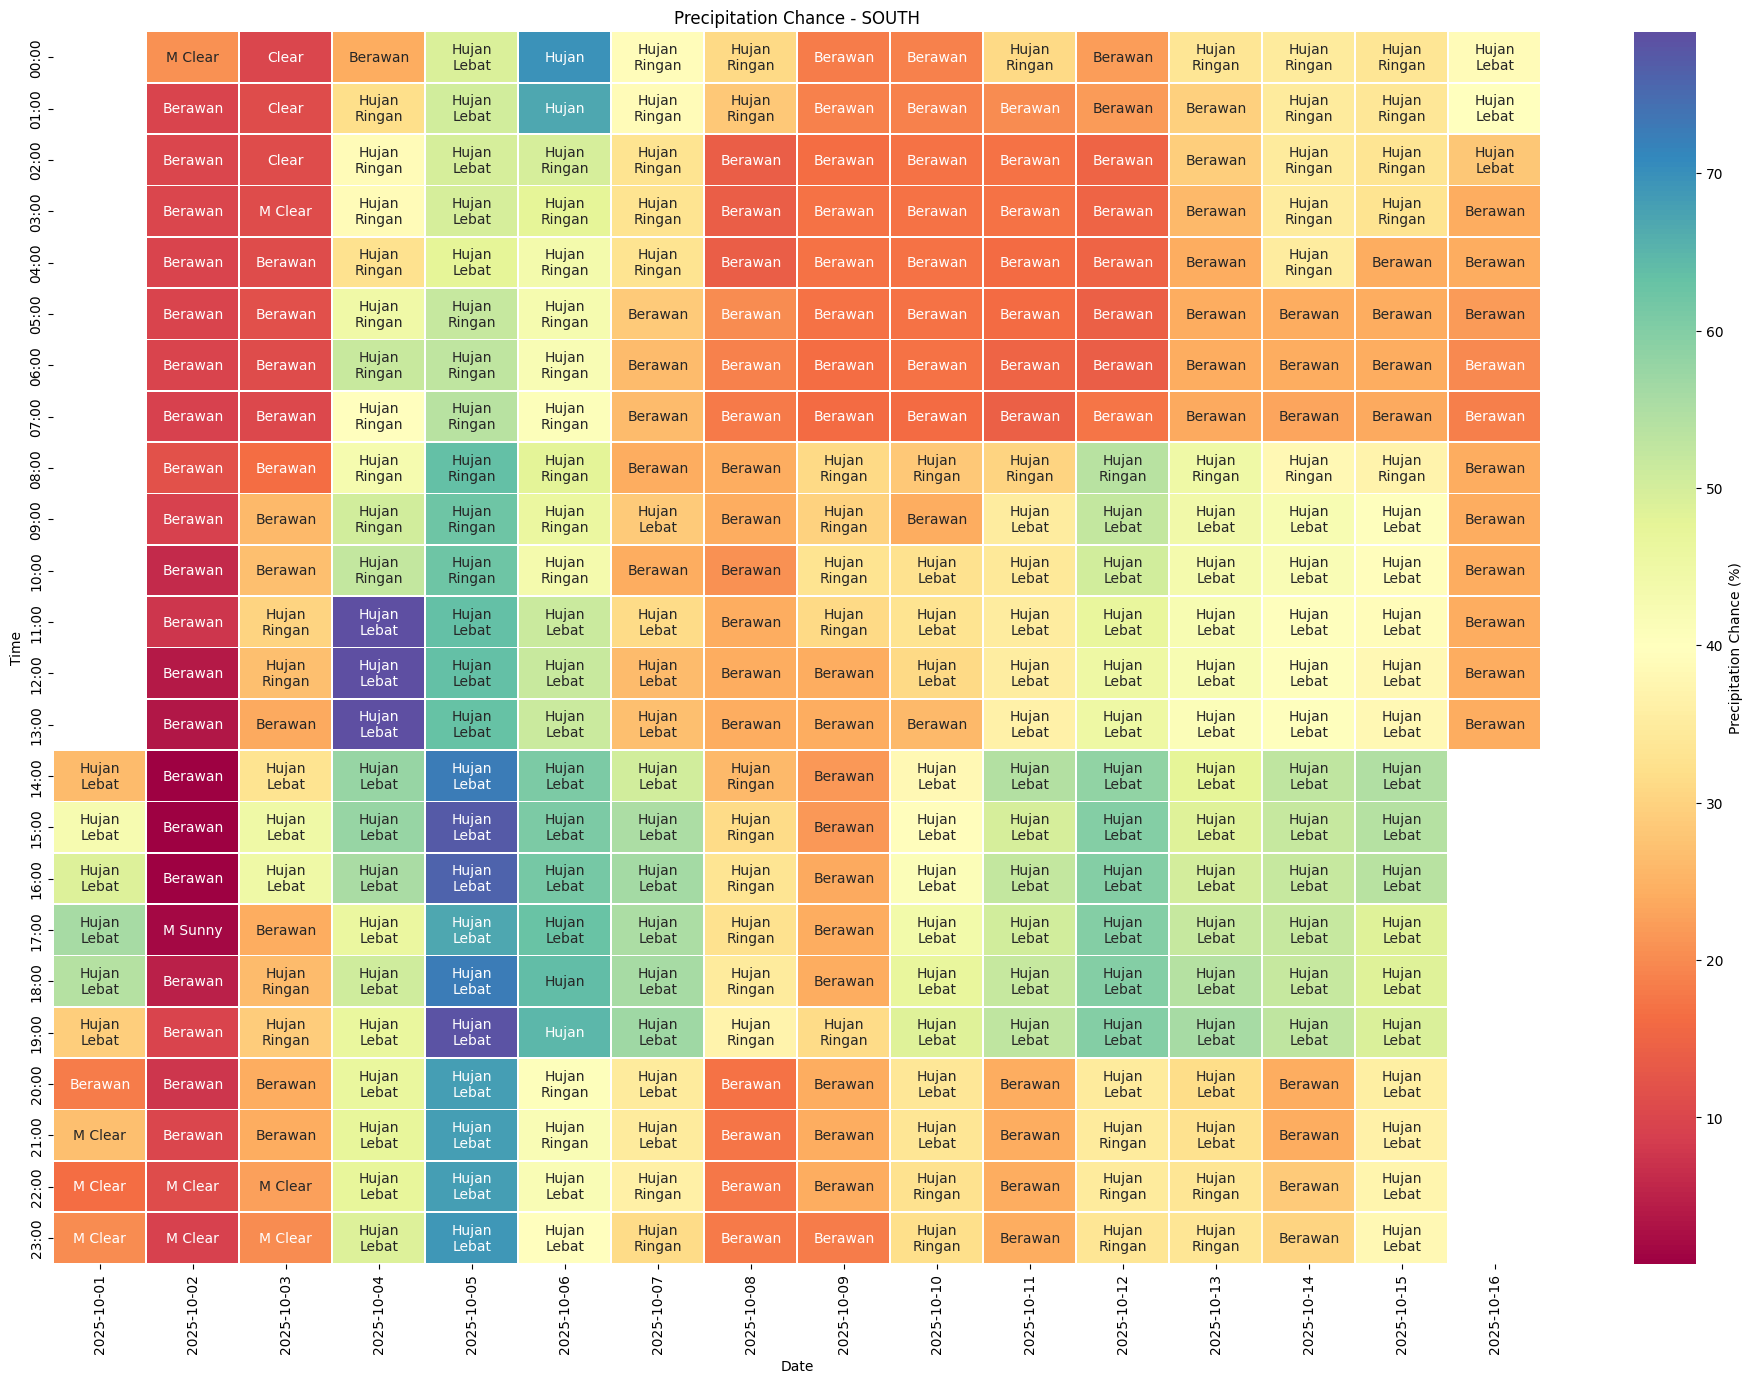 Precipitation Chance - SOUTH
00:00 M Clear Clear Berawan Hujan Lebat Hujan Hujan Ringan Hujan Ringan Berawan Berawan Hujan Ringan Berawan Hujan Ringan Hujan Ringan Hujan Ringan Hujan Lebat
01:00 Berawan Clear Hujan Ringan Hujan Lebat Hujan Hujan Ringan Hujan Ringan Berawan Berawan Berawan Berawan Berawan Hujan Ringan Hujan Ringan Hujan Lebat
02:00 Berawan Clear Hujan Ringan Hujan Lebat Hujan Ringan Hujan Ringan Berawan Berawan Berawan Berawan Berawan Berawan Hujan Ringan Hujan Ringan Hujan Lebat
03:00 Berawan M Clear Hujan Ringan Hujan Lebat Hujan Ringan Hujan Ringan Berawan Berawan Berawan Berawan Berawan Berawan Hujan Ringan Hujan Ringan Berawan
04:00 Berawan Berawan Hujan Ringan Hujan Lebat Hujan Ringan Hujan Ringan Berawan Berawan Berawan Berawan Berawan Berawan Hujan Ringan Berawan Berawan
05:00 Berawan Berawan Hujan Ringan Hujan Ringan Hujan Ringan Berawan Berawan Berawan Berawan Berawan Berawan Berawan Berawan Berawan Berawan
06:00 Berawan Berawan Hujan Ringan Hujan Ringan Hujan Ringan Berawan Berawan Berawan Berawan Berawan Berawan Berawan Berawan Berawan Berawan
07:00 Berawan Berawan Hujan Ringan Hujan Ringan Hujan Ringan Berawan Berawan Berawan Berawan Berawan Berawan Berawan Berawan Berawan Berawan
08:00 Berawan Berawan Hujan Ringan Hujan Ringan Hujan Ringan Berawan Berawan Hujan Ringan Hujan Ringan Hujan Ringan Hujan Ringan Hujan Ringan Hujan Ringan Hujan Ringan Berawan
09:00 Berawan Berawan Hujan Ringan Hujan Ringan Hujan Ringan Hujan Lebat Berawan Hujan Ringan Berawan Hujan Lebat Hujan Lebat Hujan Lebat Hujan Lebat Hujan Lebat Berawan
10:00 Berawan Berawan Hujan Ringan Hujan Ringan Hujan Ringan Berawan Berawan Hujan Ringan Hujan Lebat Hujan Lebat Hujan Lebat Hujan Lebat Hujan Lebat Hujan Lebat Berawan
11:00 Berawan Hujan Ringan Hujan Lebat Hujan Lebat Hujan Lebat Hujan Lebat Berawan Hujan Ringan Hujan Lebat Hujan Lebat Hujan Lebat Hujan Lebat Hujan Lebat Hujan Lebat Berawan
12:00 Berawan Hujan Ringan Hujan Lebat Hujan Lebat Hujan Lebat Hujan Lebat Berawan Berawan Hujan Lebat Hujan Lebat Hujan Lebat Hujan Lebat Hujan Lebat Hujan Lebat Berawan
13:00 Berawan Berawan Hujan Lebat Hujan Lebat Hujan Lebat Hujan Lebat Berawan Berawan Berawan Hujan Lebat Hujan Lebat Hujan Lebat Hujan Lebat Hujan Lebat Berawan
14:00 Hujan Lebat Berawan Hujan Lebat Hujan Lebat Hujan Lebat Hujan Lebat Hujan Lebat Hujan Ringan Berawan Hujan Lebat Hujan Lebat Hujan Lebat Hujan Lebat Hujan Lebat Hujan Lebat
15:00 Hujan Lebat Berawan Hujan Lebat Hujan Lebat Hujan Lebat Hujan Lebat Hujan Lebat Hujan Ringan Berawan Hujan Lebat Hujan Lebat Hujan Lebat Hujan Lebat Hujan Lebat Hujan Lebat
16:00 Hujan Lebat Berawan Hujan Lebat Hujan Lebat Hujan Lebat Hujan Lebat Hujan Lebat Hujan Ringan Berawan Hujan Lebat Hujan Lebat Hujan Lebat Hujan Lebat Hujan Lebat Hujan Lebat
17:00 Hujan Lebat M Sunny Berawan Hujan Lebat Hujan Lebat Hujan Lebat Hujan Lebat Hujan Ringan Berawan Hujan Lebat Hujan Lebat Hujan Lebat Hujan Lebat Hujan Lebat Hujan Lebat
18:00 Hujan Lebat Berawan Hujan Ringan Hujan Lebat Hujan Lebat Hujan Hujan Lebat Hujan Ringan Berawan Hujan Lebat Hujan Lebat Hujan Lebat Hujan Lebat Hujan Lebat Hujan Lebat
19:00 Hujan Lebat Berawan Hujan Ringan Hujan Lebat Hujan Lebat Hujan Hujan Lebat Hujan Ringan Hujan Ringan Hujan Lebat Hujan Lebat Hujan Lebat Hujan Lebat Hujan Lebat Hujan Lebat
20:00 Berawan Berawan Berawan Hujan Lebat Hujan Lebat Hujan Ringan Hujan Lebat Berawan Berawan Hujan Lebat Berawan Hujan Lebat Hujan Lebat Berawan Hujan Lebat
21:00 M Clear Berawan Berawan Hujan Lebat Hujan Lebat Hujan Ringan Hujan Lebat Berawan Berawan Hujan Lebat Berawan Hujan Ringan Hujan Lebat Berawan Hujan Lebat
22:00 M Clear M Clear M Clear Hujan Lebat Hujan Lebat Hujan Lebat Hujan Ringan Berawan Berawan Hujan Ringan Berawan Hujan Ringan Hujan Ringan Berawan Hujan Lebat
23:00 M Clear M Clear M Clear Hujan Lebat Hujan Lebat Hujan Lebat Hujan Ringan Berawan Berawan Hujan Ringan Berawan Hujan Ringan Hujan Ringan Berawan Hujan Lebat
Time
2025-10-01 2025-10-02 2025-10-03 2025-10-04 2025-10-05 2025-10-06 2025-10-07 2025-10-08 2025-10-09 2025-10-10 2025-10-11 2025-10-12 2025-10-13 2025-10-14 2025-10-15 2025-10-16
Date
70
60
50
40
30
20
10
Precipitation Chance (%)